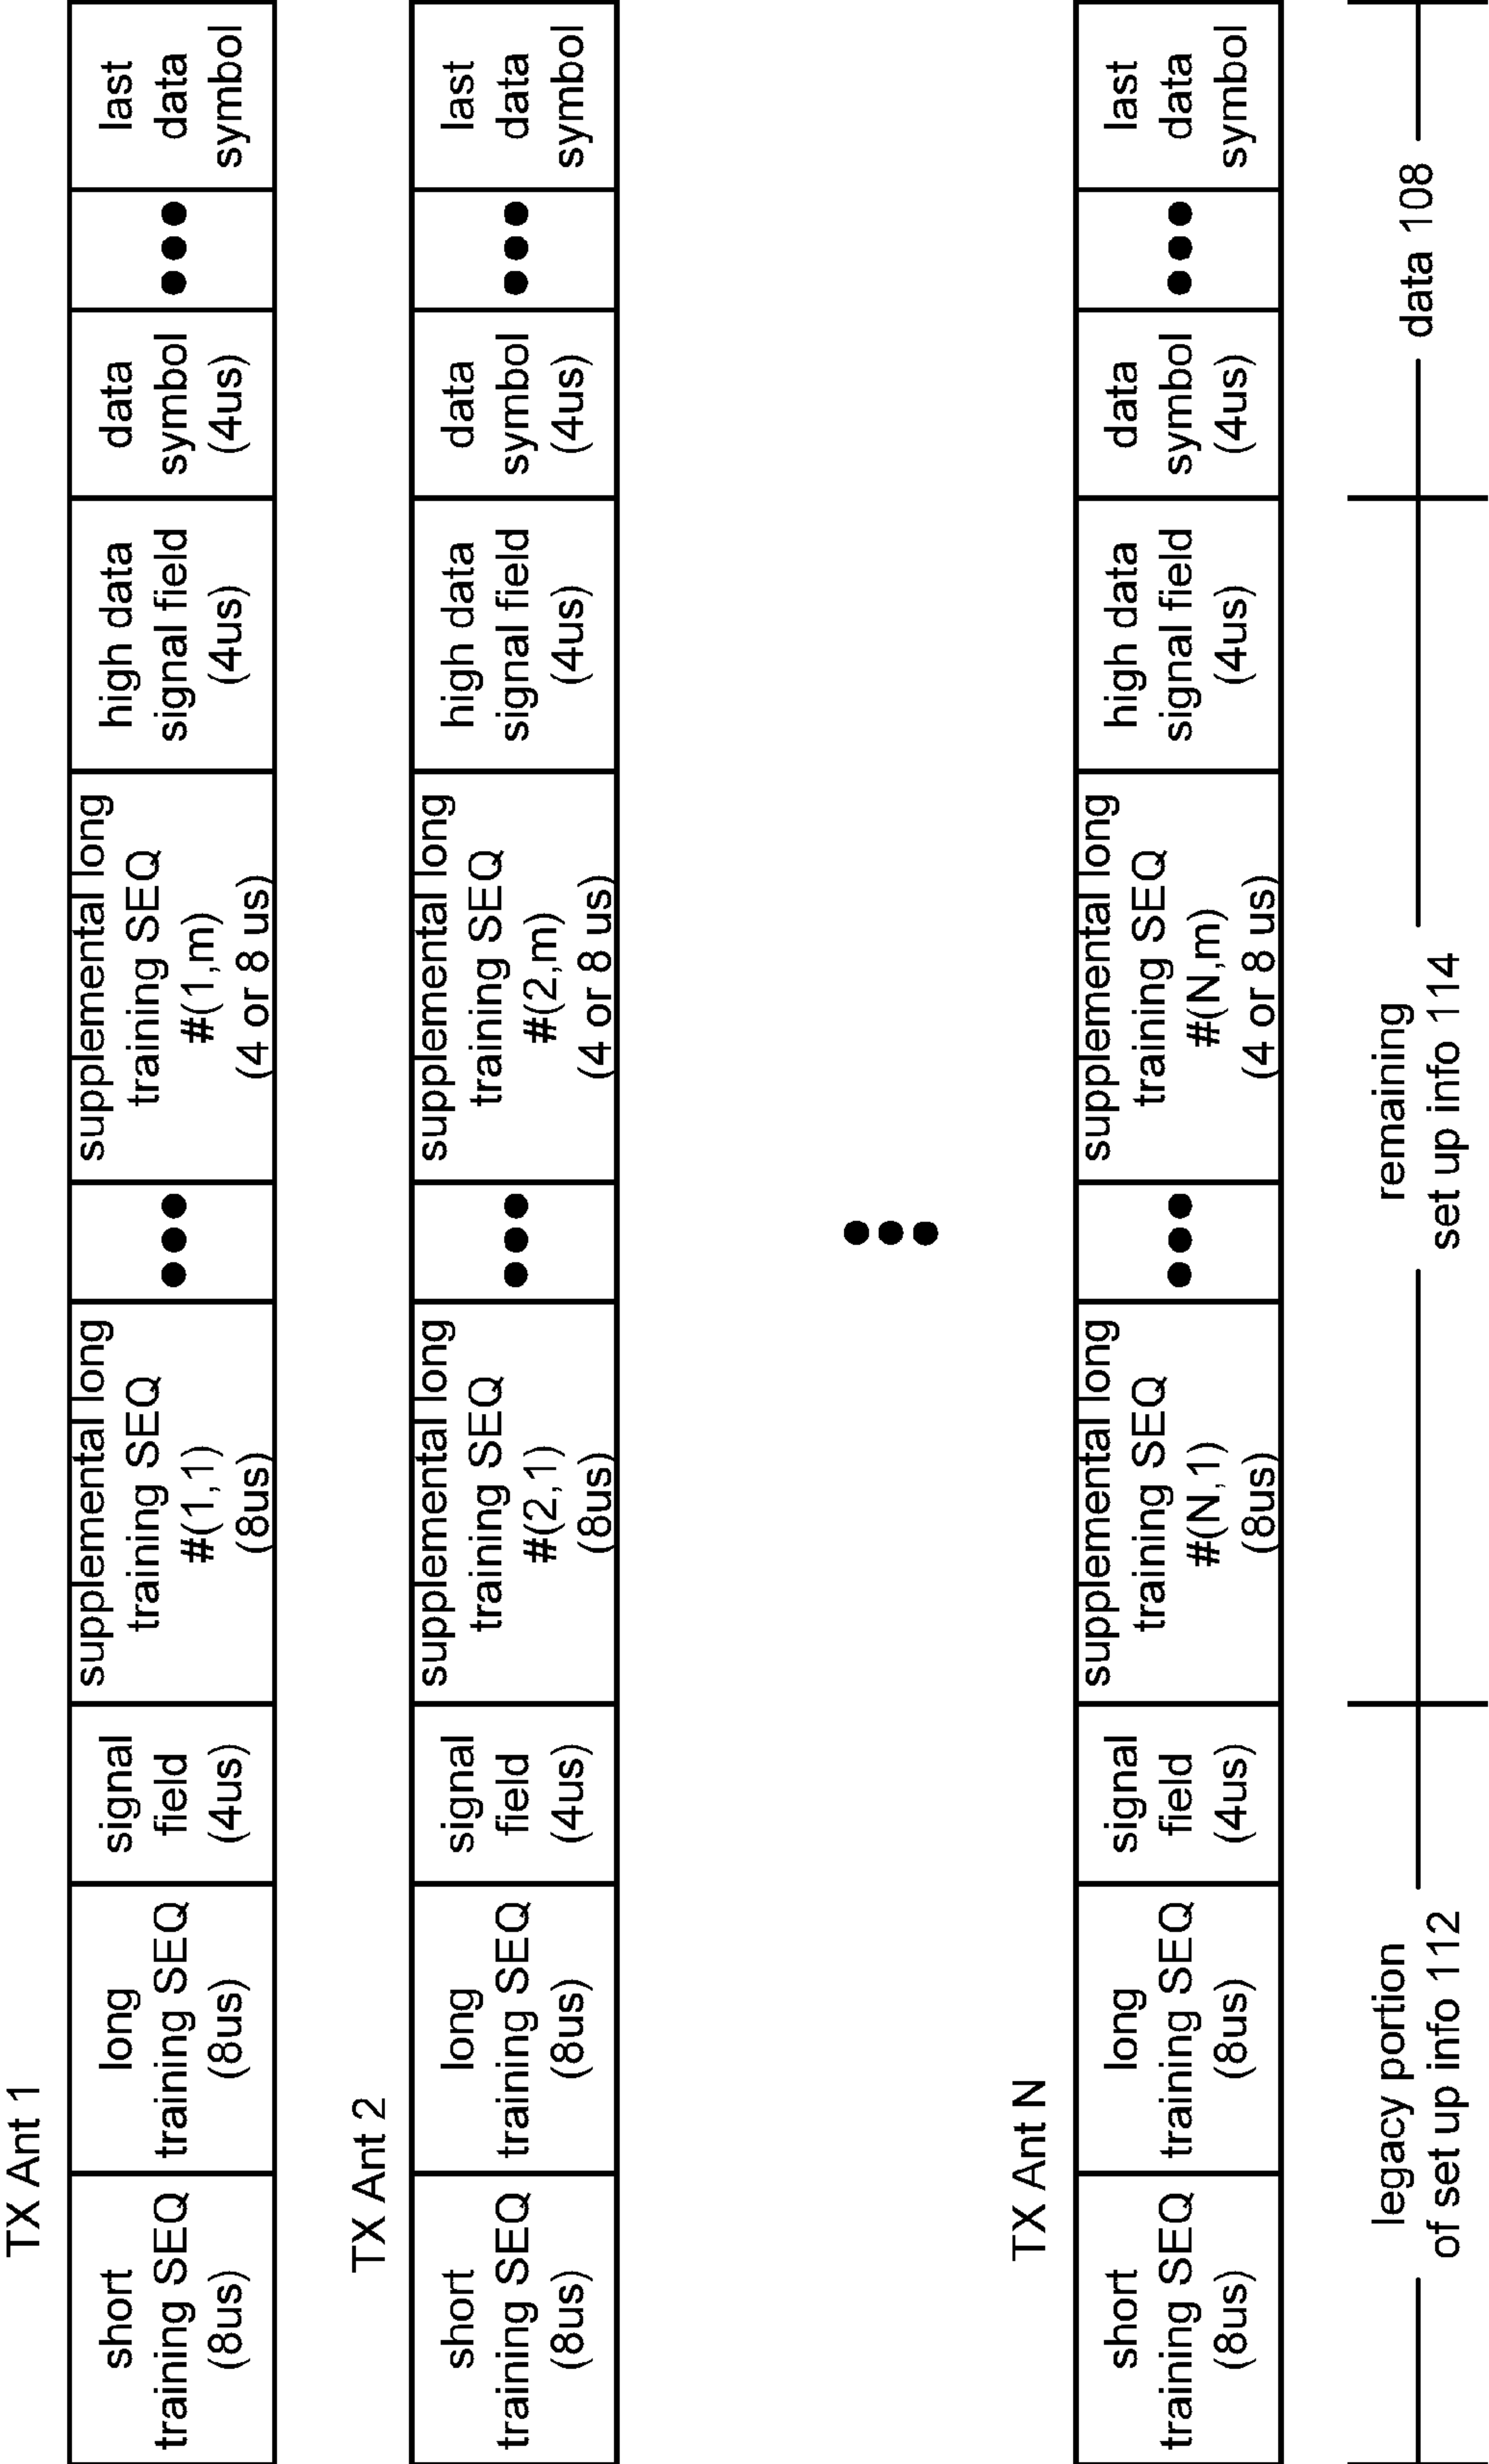 TX Ant 1
short
training SEQ
(8us)
long
training SEQ
(8us)
signal
field
(4us)
supplemental long
training SEQ
#(1,1)
(8us)
supplemental long
training SEQ
#(1,m)
(4 or 8 us)
high data
signal field
(4us)
data
symbol
(4us)
last
data
symbol
TX Ant 2
short
training SEQ
(8us)
long
training SEQ
(8us)
signal
field
(4us)
supplemental long
training SEQ
#(2,1)
(8us)
supplemental long
training SEQ
#(2,m)
(4 or 8 us)
high data
signal field
(4us)
data
symbol
(4us)
last
data
symbol
TX Ant N
short
training SEQ
(8us)
long
training SEQ
(8us)
signal
field
(4us)
supplemental long
training SEQ
#(N,1)
(8us)
supplemental long
training SEQ
#(N,m)
(4 or 8 us)
high data
signal field
(4us)
data
symbol
(4us)
last
data
symbol
legacy portion
of set up info 112
remaining
set up info 114
data 108